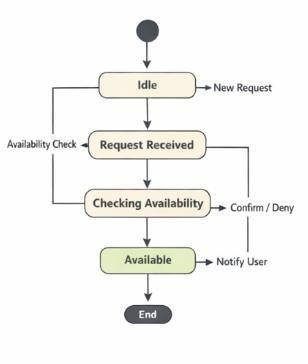 Idle
New Request
Availability Check
Request Received
Checking Availability
Confirm / Deny
Available
Notify User
End